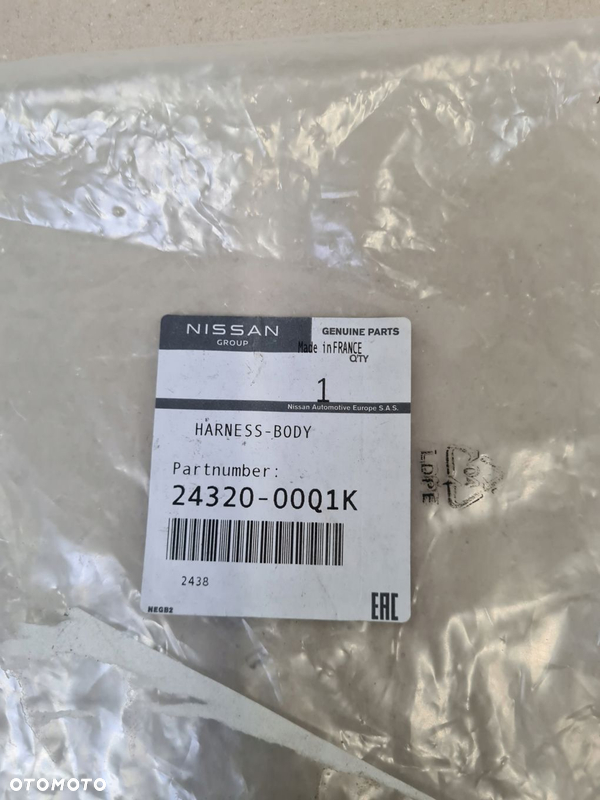 NISSAN
GROUP
GENUINE PARTS
Made in FRANCE
Q'TY
1
Nissan Automotive Europe S.A.S.
HARNESS-BODY
Partnumber:
24320-00Q1K
2438
NEGB2
EAC
LDPE
OTOMOTO